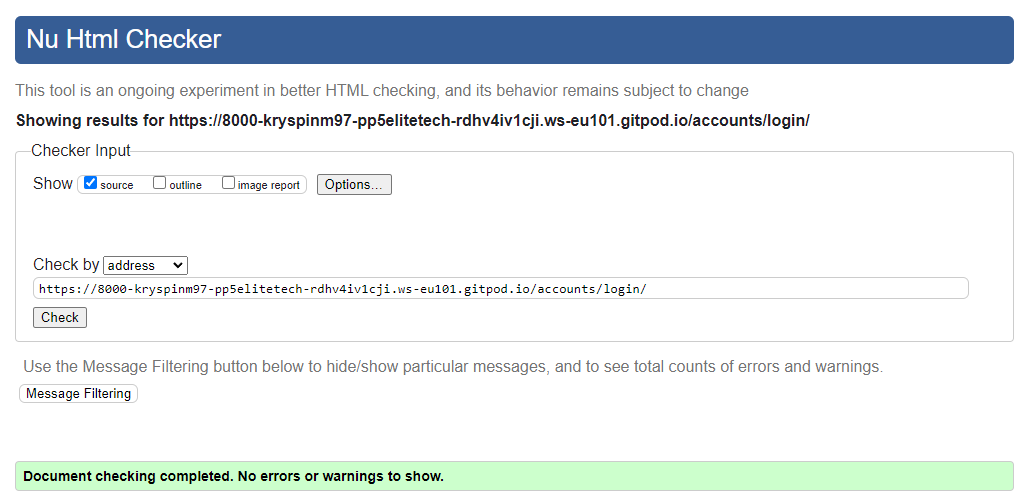 Nu Html Checker
This tool is an ongoing experiment in better HTML checking, and its behavior remains subject to change
Showing results for https://8000-kryspinm97-pp5elitetech-rdhv4iv1cji.ws-eu101.gitpod.io/accounts/login/
Checker Input
Show source outline image report Options...
Check by address
https://8000-kryspinm97-pp5elitetech-rdhv4iv1cji.ws-eu101.gitpod.io/accounts/login/
Check
Use the Message Filtering button below to hide/show particular messages, and to see total counts of errors and warnings.
Message Filtering
Document checking completed. No errors or warnings to show.